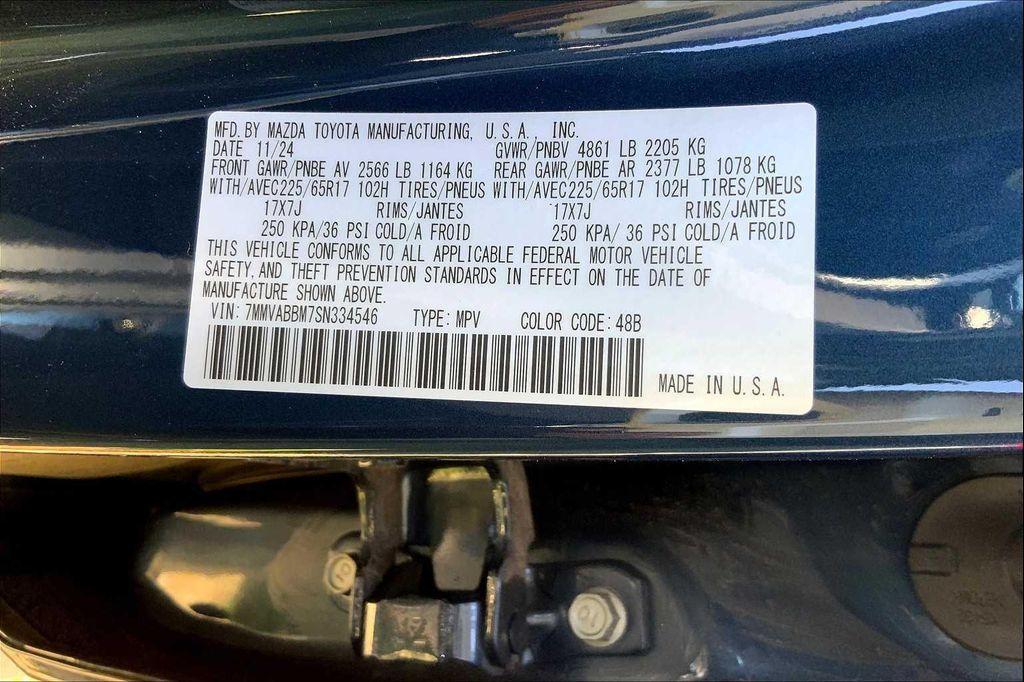 MFD. BY MAZDA TOYOTA MANUFACTURING, U.S.A., INC.
DATE 11/24 GVWR/PNBV 4861 LB 2205 KG
FRONT GAWR/PNBE AV 2566 LB 1164 KG REAR GAWR/PNBE AR 2377 LB 1078 KG
WITH/AVEC225/65R17 102H TIRES/PNEUS WITH/AVEC225/65R17 102H TIRES/PNEUS
17X7J RIMS/JANTES 17X7J RIMS/JANTES
250 KPA/36 PSI COLD/A FROID 250 KPA/ 36 PSI COLD/A FROID
THIS VEHICLE CONFORMS TO ALL APPLICABLE FEDERAL MOTOR VEHICLE
SAFETY, AND THEFT PREVENTION STANDARDS IN EFFECT ON THE DATE OF
MANUFACTURE SHOWN ABOVE.
VIN: 7MMVABBM7SN334546 TYPE: MPV COLOR CODE: 48B
MADE IN U.S.A.